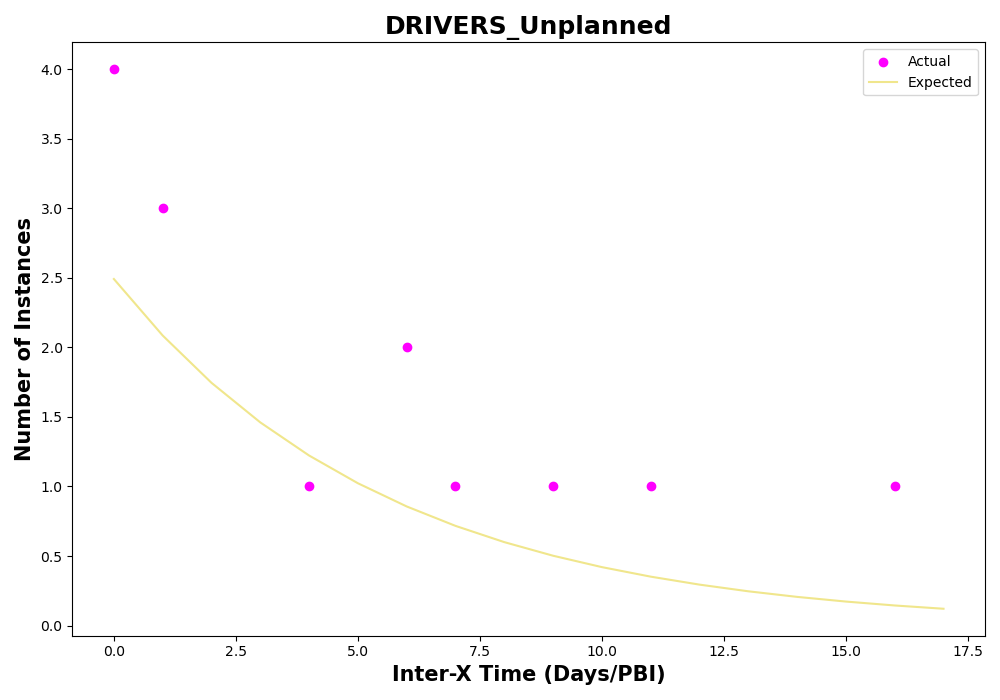 DRIVERS_Unplanned
Actual
Expected
Number of Instances
4.0
3.5
3.0
2.5
2.0
1.5
1.0
0.5
0.0
0.0 2.5 5.0 7.5 10.0 12.5 15.0 17.5
Inter-X Time (Days/PBI)